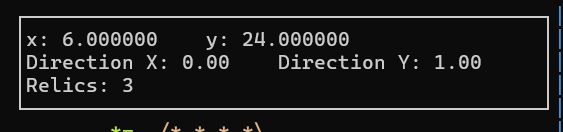 x: 6.000000    y: 24.000000
Direction X: 0.00    Direction Y: 1.00
Relics: 3